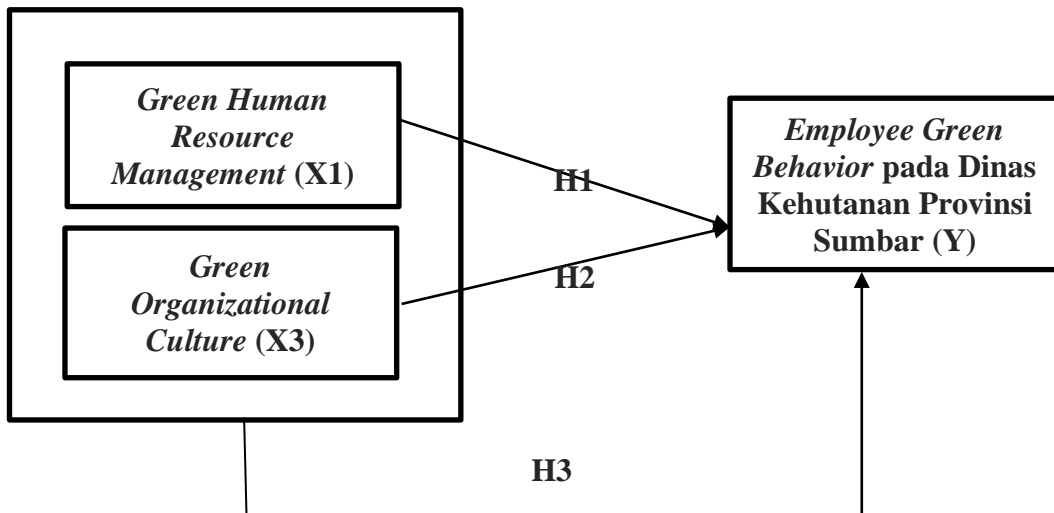 Green Human
Resource
Management (X1)
H1
Employee Green
Behavior pada Dinas
Kehutanan Provinsi
Sumbar (Y)
Green
Organizational
Culture (X3)
H2
H3